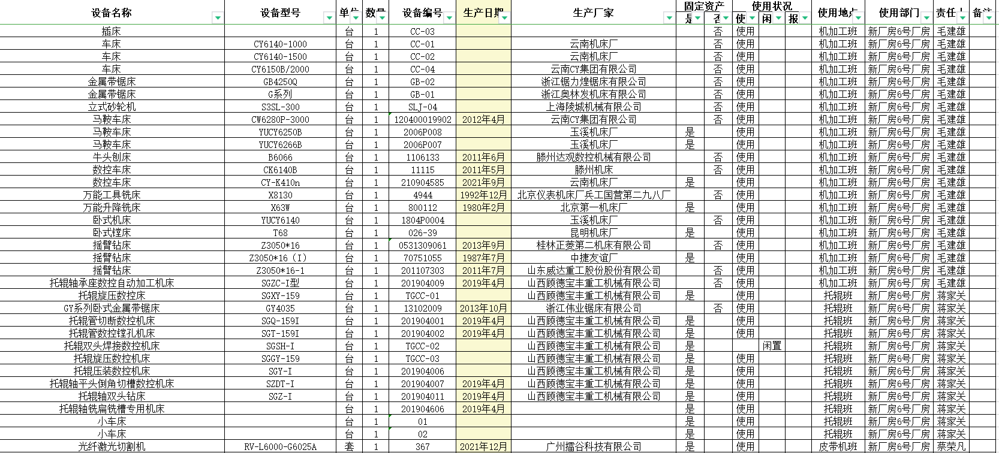 设备名称 设备型号 单位 数量 设备编号 生产日期 生产厂家 固定资产 使用状况 使用地点 使用部门 责任人 备注
是 否 使 闲 报
插床 台 1 CC-03 否 使用 机加工班 新厂房6号厂房 毛建雄
车床 CY6140-1000 台 1 CC-01 云南机床厂 否 使用 机加工班 新厂房6号厂房 毛建雄
车床 CY6140-1500 台 1 CC-02 云南机床厂 否 使用 机加工班 新厂房6号厂房 毛建雄
车床 CY6150B/2000 台 1 CC-04 云南CY集团有限公司 否 使用 机加工班 新厂房6号厂房 毛建雄
金属带锯床 GB4250Q 台 1 GB-02 浙江锯力煌锯床有限公司 否 使用 机加工班 新厂房6号厂房 毛建雄
金属带锯床 G系列 台 1 GB-01 浙江奥林发机床有限公司 否 使用 机加工班 新厂房6号厂房 毛建雄
立式砂轮机 S3SL-300 台 1 SLJ-04 上海陵城机械有限公司 否 使用 机加工班 新厂房6号厂房 毛建雄
马鞍车床 CW6280P-3000 台 1 120400019902 2012年4月 云南CY集团有限公司 否 使用 机加工班 新厂房6号厂房 毛建雄
马鞍车床 YUCY6250B 台 1 2006P008 玉溪机床厂 是 使用 机加工班 新厂房6号厂房 毛建雄
马鞍车床 YUCY6266B 台 1 2006P007 玉溪机床厂 是 使用 机加工班 新厂房6号厂房 毛建雄
牛头刨床 B6066 台 1 1106133 2011年6月 滕州达观数控机械有限公司 否 使用 机加工班 新厂房6号厂房 毛建雄
数控车床 CK6140B 台 1 11115 2011年5月 滕州机床 否 使用 机加工班 新厂房6号厂房 毛建雄
数控车床 CY-K410n 台 1 210904585 2021年9月 云南机床厂 是 使用 机加工班 新厂房6号厂房 毛建雄
万能工具铣床 X8130 台 1 4944 1992年12月 北京仪表机床厂兵工国营第二九八厂 否 使用 机加工班 新厂房6号厂房 毛建雄
万能升降铣床 X63W 台 1 800112 1980年2月 北京第一机床厂 是 使用 机加工班 新厂房6号厂房 毛建雄
卧式机床 YUCY6140 台 1 1804P0004 玉溪机床厂 否 使用 机加工班 新厂房6号厂房 毛建雄
卧式镗床 T68 台 1 026-39 昆明机床厂 是 使用 机加工班 新厂房6号厂房 毛建雄
摇臂钻床 Z3050*16 台 1 0531309061 2013年9月 桂林正菱第二机床有限公司 否 使用 机加工班 新厂房6号厂房 毛建雄
摇臂钻床 Z3050*16（I） 台 1 70751055 1987年7月 中捷友谊厂 是 使用 机加工班 新厂房6号厂房 毛建雄
摇臂钻床 Z3050*16-1 台 1 201107303 2011年7月 山东威达重工股份股份有限公司 否 使用 机加工班 新厂房6号厂房 毛建雄
托辊轴承座数控自动加工机床 SGZC-I型 台 1 201904009 2019年4月 山西顾德宝丰重工机械有限公司 否 使用 机加工班 新厂房6号厂房 毛建雄
托辊旋压数控床 SGXY-159 台 1 TGCC-01 山西顾德宝丰重工机械有限公司 是 使用 托辊班 新厂房6号厂房 蒋家关
GY系列卧式金属带锯床 GY4035 台 1 13102009 2013年10月 浙江伟业锯床有限公司 否 使用 托辊班 新厂房6号厂房 蒋家关
托辊管切断数控机床 SGQ-159I 台 1 201904001 2019年4月 山西顾德宝丰重工机械有限公司 是 使用 托辊班 新厂房6号厂房 蒋家关
托辊管数控镗孔机床 SGT-159I 台 1 201904002 2019年4月 山西顾德宝丰重工机械有限公司 是 使用 托辊班 新厂房6号厂房 蒋家关
托辊双头焊接数控机床 SGSH-I 台 1 TGCC-02 山西顾德宝丰重工机械有限公司 是 闲置 托辊班 新厂房6号厂房 蒋家关
托辊旋压数控机床 SGGY-159 台 1 TGCC-03 山西顾德宝丰重工机械有限公司 是 使用 托辊班 新厂房6号厂房 蒋家关
托辊压装数控机床 SGY-I 台 1 201904006 山西顾德宝丰重工机械有限公司 是 使用 托辊班 新厂房6号厂房 蒋家关
托辊轴平头倒角切槽数控机床 SZDT-I 台 1 201904007 2019年4月 山西顾德宝丰重工机械有限公司 是 使用 托辊班 新厂房6号厂房 蒋家关
托辊轴双头钻床 SGZ-I 台 1 201904011 2019年4月 山西顾德宝丰重工机械有限公司 是 使用 托辊班 新厂房6号厂房 蒋家关
托辊轴铣扁铣槽专用机床 台 1 201904606 2019年4月 是 使用 托辊班 新厂房6号厂房 蒋家关
小车床 台 1 01 是 使用 托辊班 新厂房6号厂房 蒋家关
小车床 台 1 02 是 使用 托辊班 新厂房6号厂房 蒋家关
光纤激光切割机 RV-L6000-G6025A 套 1 367 2021年12月 广州擂谷科技有限公司 是 使用 皮带机班 新厂房6号厂房 蔡荣凡